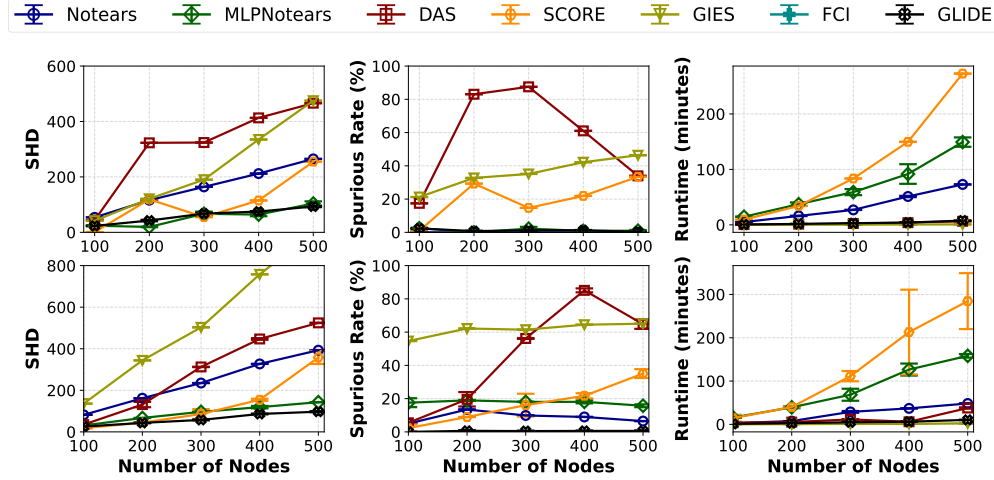 Notears MLPNotears DAS SCORE GIES FCI GLIDE
SHD
600
400
200
0
100 200 300 400 500
Spurious Rate (%)
100
80
60
40
20
0
100 200 300 400 500
Runtime (minutes)
200
100
0
100 200 300 400 500
SHD
800
600
400
200
0
100 200 300 400 500
Number of Nodes
Spurious Rate (%)
100
80
60
40
20
0
100 200 300 400 500
Number of Nodes
Runtime (minutes)
300
200
100
0
100 200 300 400 500
Number of Nodes